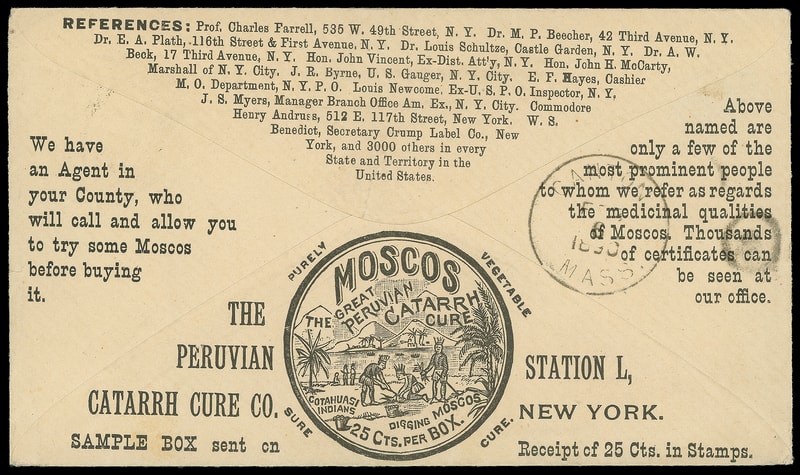 REFERENCES: Prof. Charles Farrell, 535 W. 49th Street, N. Y. Dr. M. P. Beecher, 42 Third Avenue, N. Y.
Dr. E. A. Plath, 116th Street & First Avenue, N. Y. Dr. Louis Schultze, Castle Garden, N. Y. Dr. A. W.
Beck, 17 Third Avenue, N. Y. Hon. John Vincent, Ex-Dist. Att'y, N. Y. Hon. John H. McCarty,
Marshal of N. Y. City. J. R. Byrne, U. S. Gauger, N. Y. City. E. F. Hayes, Cashier
M. O. Department, N. Y. P. O. Louis Newcome, Ex-U. S. P. O. Inspector, N. Y.
J. S. Myers, Manager Branch Office Am. Ex., N. Y. City. Commodore
Henry Andruss, 512 E. 117th Street, New York. W. S.
Benedict, Secretary Crump Label Co., New
York, and 3000 others in every
State and Territory in the
United States.
We have
an Agent in
your County, who
will call and allow you
to try some Moscos
before buying
it.
Above
named are
only a few of the
most prominent people
to whom we refer as regards
the medicinal qualities
of Moscos. Thousands
of certificates can
be seen at
our office.
1890
MASS.
PURELY
VEGETABLE
SURE
CURE.
MOSCOS
THE GREAT
PERUVIAN
CATARRH
CURE
COTAHUASI
INDIANS
DIGGING MOSCOS
25 CTS. PER BOX.
THE
PERUVIAN
CATARRH CURE CO.
STATION L,
NEW YORK.
SAMPLE BOX sent on
Receipt of 25 Cts. in Stamps.